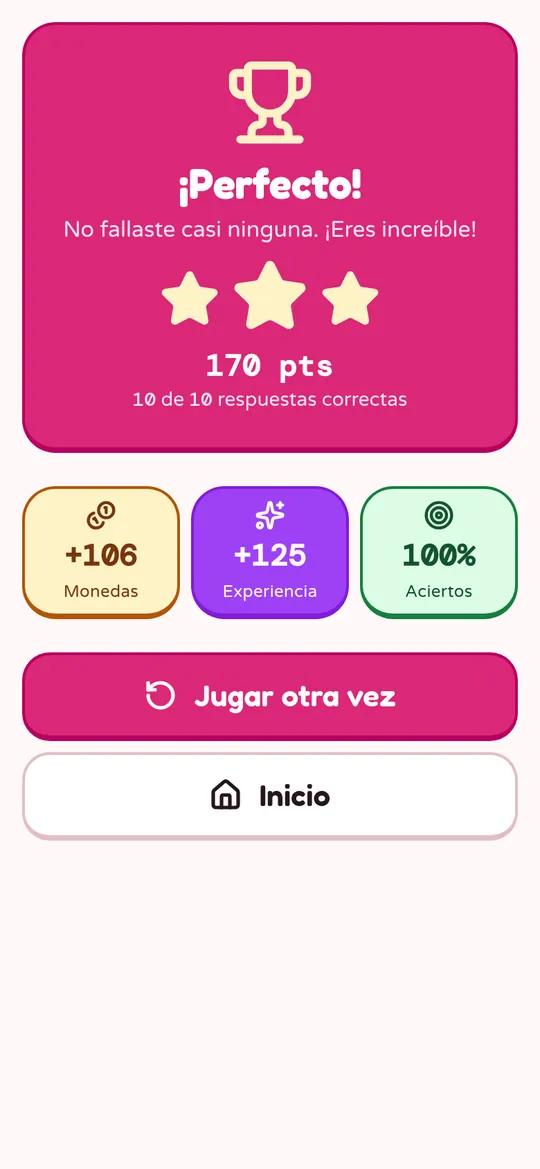 ¡Perfecto!
No fallaste casi ninguna. ¡Eres increíble!
170 pts
10 de 10 respuestas correctas
+106
Monedas
+125
Experiencia
100%
Aciertos
Jugar otra vez
Inicio